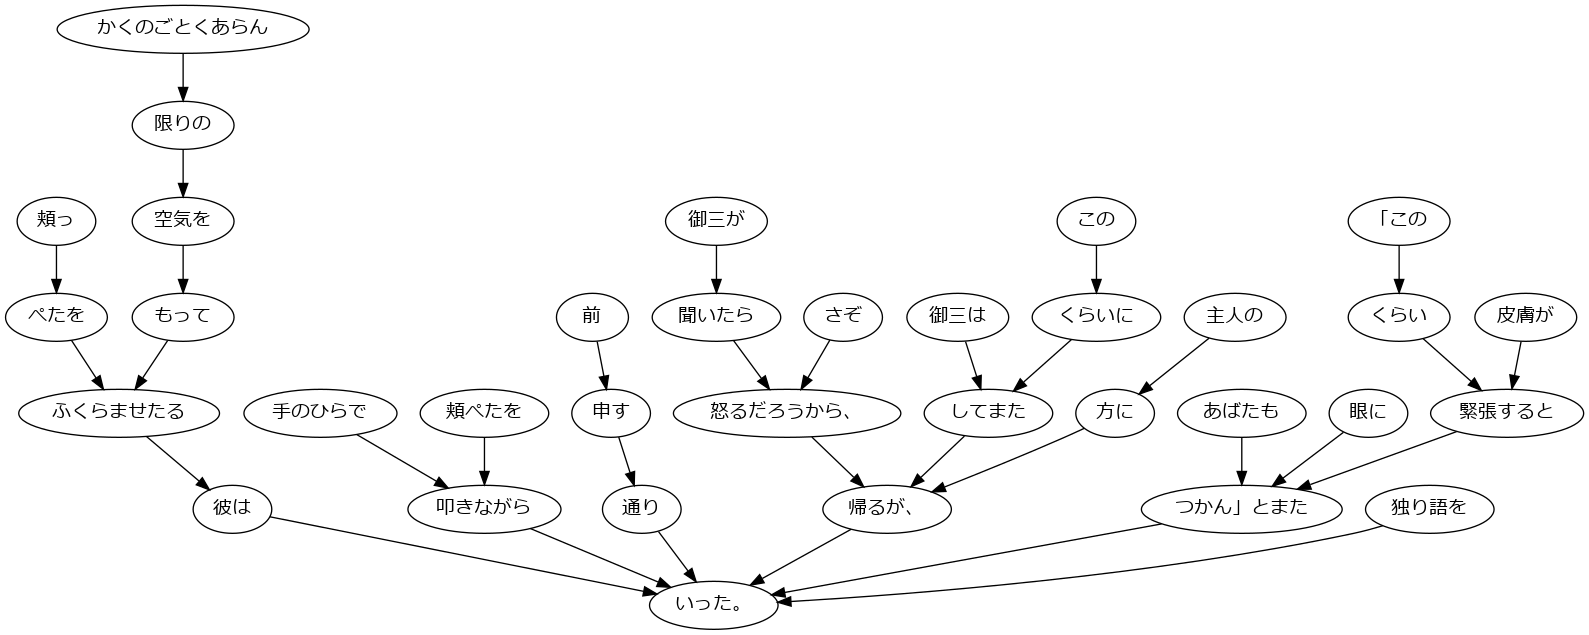 かくのごとくあらん
限りの
頬っ
空気を
御三が
この
「この
ぺたを
もって
前
聞いたら
さぞ
御三は
くらいに
主人の
くらい
皮膚が
ふくらませたる
手のひらで
頬ぺたを
申す
怒るだろうから、
してまた
方に
あばたも
眼に
緊張すると
彼は
叩きながら
通り
帰るが、
つかん」とまた
独り語を
いった。